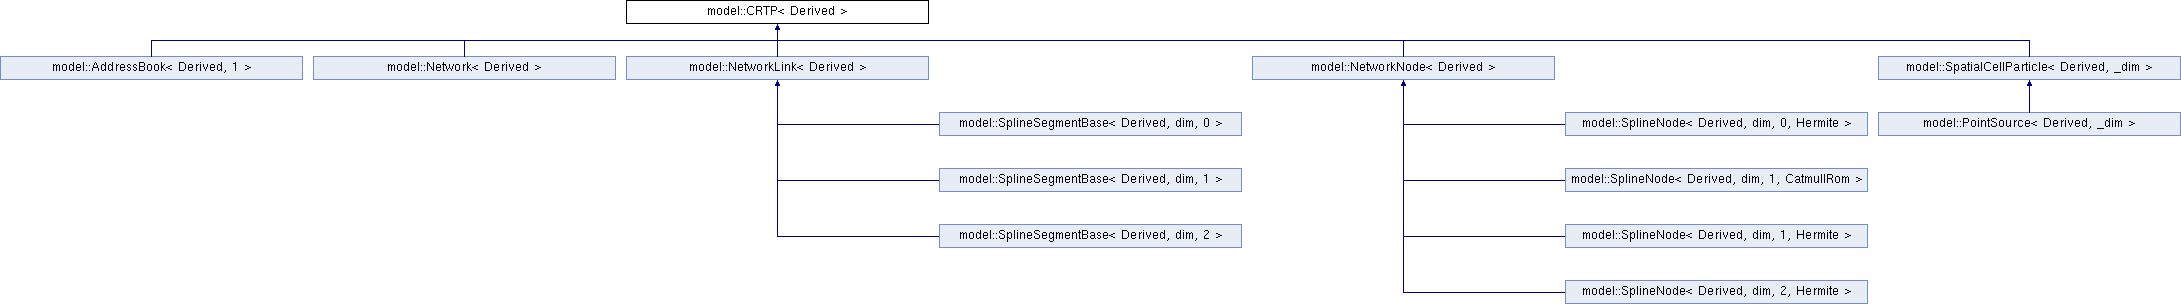 model::CRTP< Derived >
model::AddressBook< Derived, 1 >
model::Network< Derived >
model::NetworkLink< Derived >
model::NetworkNode< Derived >
model::SpatialCellParticle< Derived, _dim >
model::SplineSegmentBase< Derived, dim, 0 >
model::SplineNode< Derived, dim, 0, Hermite >
model::PointSource< Derived, _dim >
model::SplineSegmentBase< Derived, dim, 1 >
model::SplineNode< Derived, dim, 1, CatmullRom >
model::SplineSegmentBase< Derived, dim, 2 >
model::SplineNode< Derived, dim, 1, Hermite >
model::SplineNode< Derived, dim, 2, Hermite >